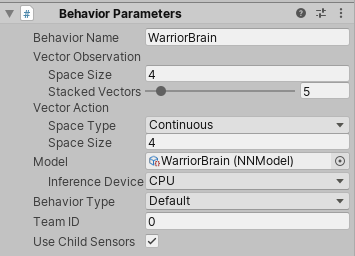 Behavior Parameters
Behavior Name WarriorBrain
Vector Observation
Space Size 4
Stacked Vectors 5
Vector Action
Space Type Continuous
Space Size 4
Model WarriorBrain (NNModel)
Inference Device CPU
Behavior Type Default
Team ID 0
Use Child Sensors